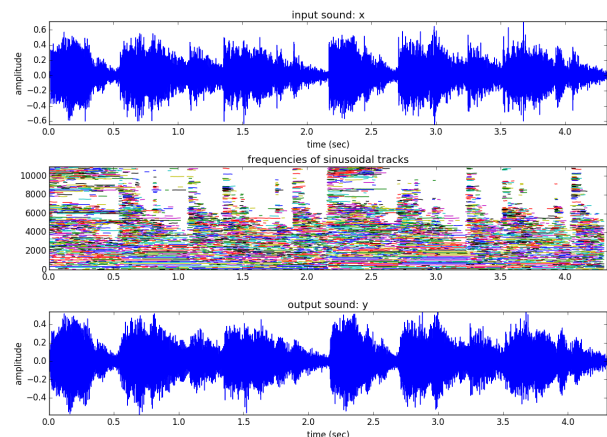 input sound: x
0.6
0.4
0.2
0.0
−0.2
−0.4
−0.6
amplitude
0.0 0.5 1.0 1.5 2.0 2.5 3.0 3.5 4.0
time (sec)
frequencies of sinusoidal tracks
10000
8000
6000
4000
2000
0
0.0 0.5 1.0 1.5 2.0 2.5 3.0 3.5 4.0
output sound: y
0.4
0.2
0.0
−0.2
−0.4
amplitude
0.0 0.5 1.0 1.5 2.0 2.5 3.0 3.5 4.0
time (sec)